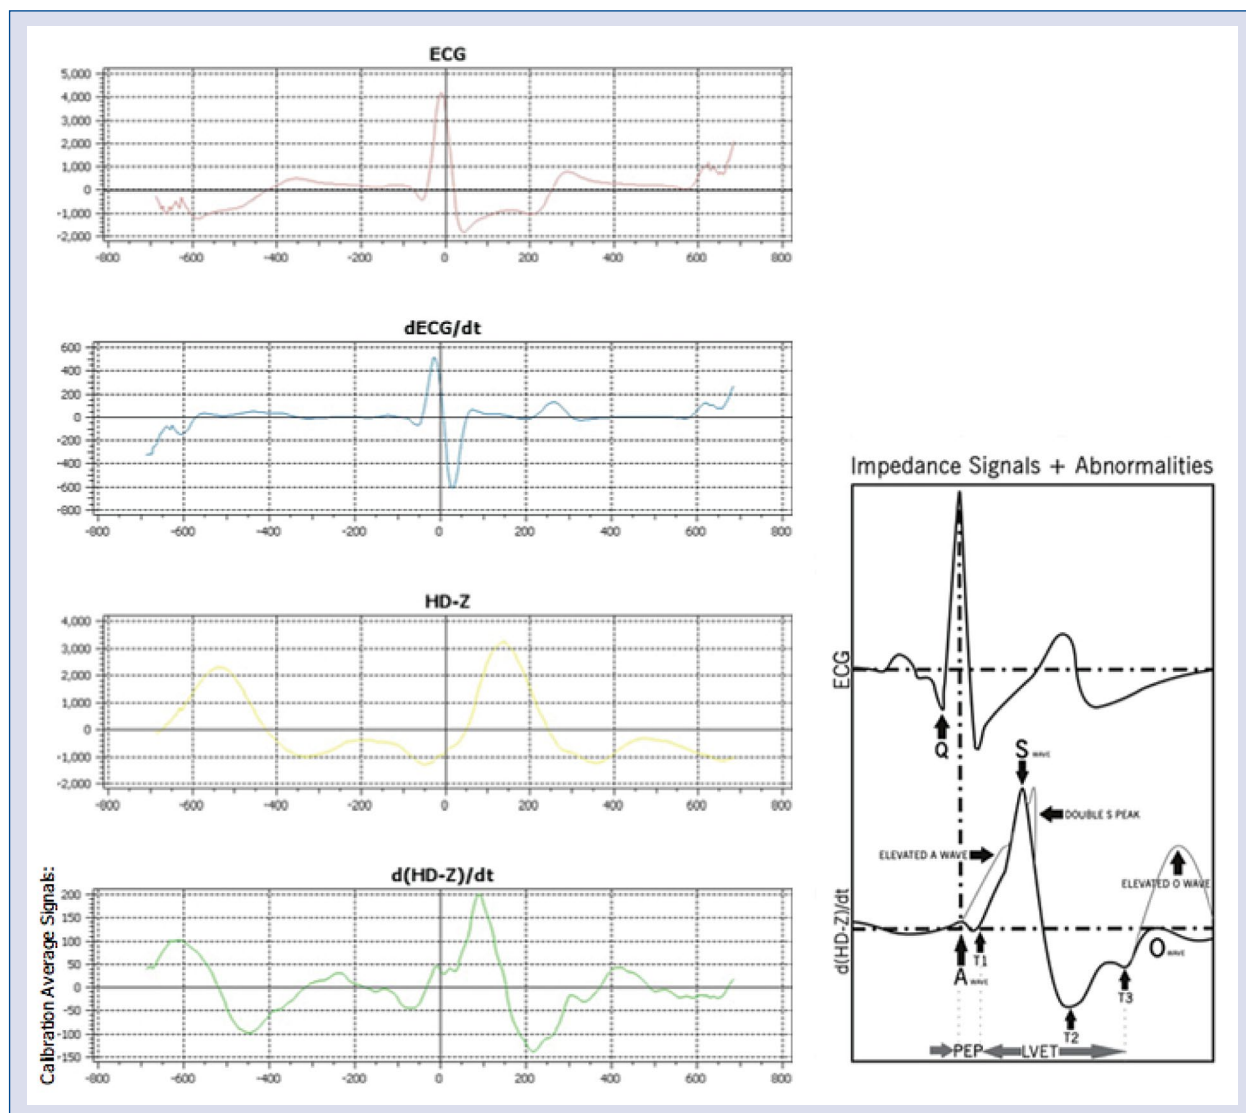 ECG
5,000
4,000
3,000
2,000
1,000
0
-1,000
-2,000
-800 -600 -400 -200 0 200 400 600 800
dECG/dt
600
400
200
0
-200
-400
-600
-800
-800 -600 -400 -200 0 200 400 600 800
HD-Z
4,000
3,000
2,000
1,000
0
-1,000
-2,000
-800 -600 -400 -200 0 200 400 600 800
Calibration Average Signals:
d(HD-Z)/dt
200
150
100
50
0
-50
-100
-150
-800 -600 -400 -200 0 200 400 600 800
Impedance Signals + Abnormalities
ECG
Q
S WAVE
DOUBLE S PEAK
ELEVATED A WAVE
ELEVATED O WAVE
d(HD-Z)/dt
A WAVE
T1
O WAVE
T3
T2
PEP
LVET